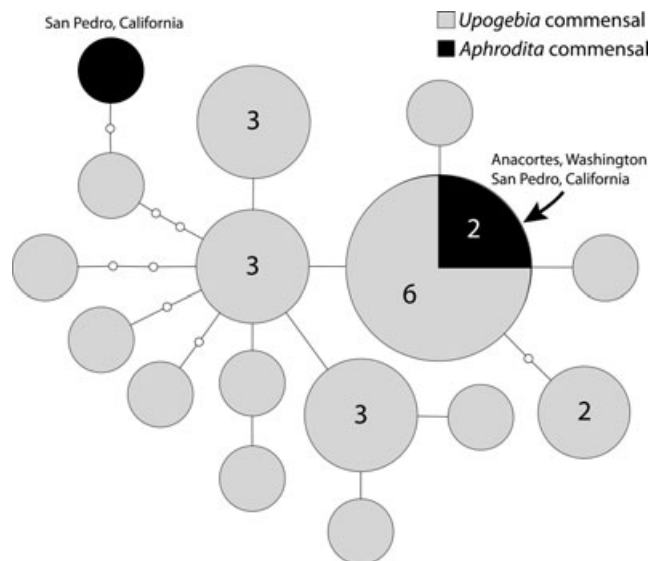 San Pedro, California
Upogebia commensal
Aphrodita commensal
3
Anacortes, Washington
San Pedro, California
2
3
6
3
2